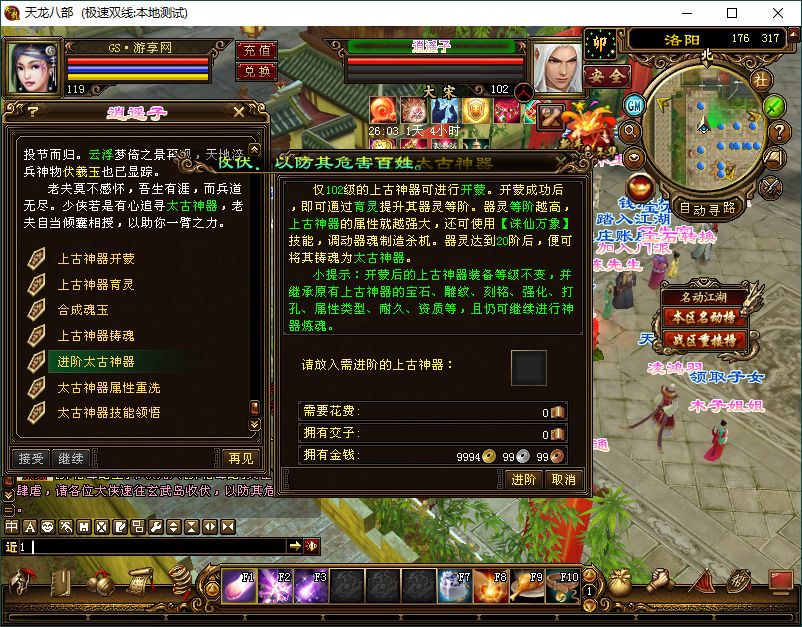 天龙八部 (极速双线:本地测试)
GS·游享网
119
充值
兑换
逍遥子
大宋
102
26:03 1天 4小时
卯
安全
洛阳
176 317
北
社
GM
自动寻路
逍遥子
投节而归。云浮梦倚之景再现，天地流
兵神物伏羲玉也已显踪。
老夫莫不感怀，吾生有涯，而兵道
无尽。少侠若是有心追寻太古神器，老
夫自当倾囊相授，以助你一臂之力。
上古神器开蒙
上古神器育灵
合成魂玉
上古神器铸魂
进阶太古神器
太古神器属性重洗
太古神器技能领悟
接受
继续
再见
收伏，以防其危害百姓。
太古神器
仅102级的上古神器可进行开蒙。开蒙成功后
，即可通过育灵提升其器灵等阶。器灵等阶越高，
上古神器的属性就越强大，还可使用【诛仙万象】
技能，调动器魂制造杀机。器灵达到20阶后，便可
将其铸魂为太古神器。
小提示：开蒙后的上古神器装备等级不变，并
继承原有上古神器的宝石、雕纹、刻铭、强化、打
孔、属性类型、耐久、资质等，且仍可继续进行神
器炼魂。
请放入需进阶的上古神器：
需要花费:
0
拥有交子:
0
拥有金钱:
9994 99 99
进阶
取消
踏入江湖
加入门派
名动江湖
本区名动榜
战区重楼榜
凌鸿羽
领取子女
木子姐姐
肆虐，请各位大侠速往玄武岛收伏，以防其危
中 A
近1
F1 F2 F3 F7 F8 F9 F10
1